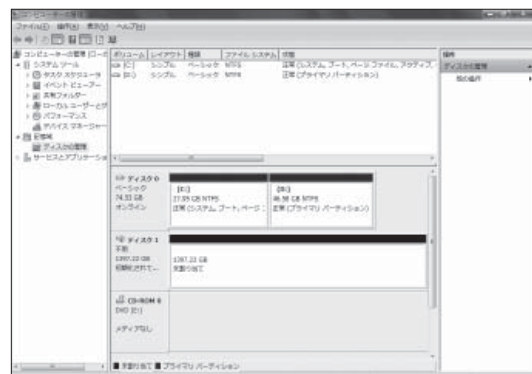 コンピューターの管理
ファイル(F) 操作(A) 表示(V) ヘルプ(H)
コンピューターの管理 (ローカ
システム ツール
タスク スケジューラ
イベント ビューアー
共有フォルダー
ローカル ユーザーとグ
パフォーマンス
デバイス マネージャー
記憶域
ディスクの管理
サービスとアプリケーショ
ボリューム レイアウト 種類 ファイル システム 状態
(C:) シンプル ベーシック NTFS 正常 (システム, ブート, ページ ファイル, アクティブ,
(D:) シンプル ベーシック NTFS 正常 (プライマリ パーティション)
操作
ディスクの管理
他の操作
ディスク 0
ベーシック
74.53 GB
オンライン
(C:)
NTFS
正常 (システム, ブート, ページ
(D:)
NTFS
正常 (プライマリ パーティション)
ディスク 1
不明
1397.23 GB
初期化されて...
1397.23 GB
未割り当て
CD-ROM 0
メディアなし
未割り当て プライマリ パーティション